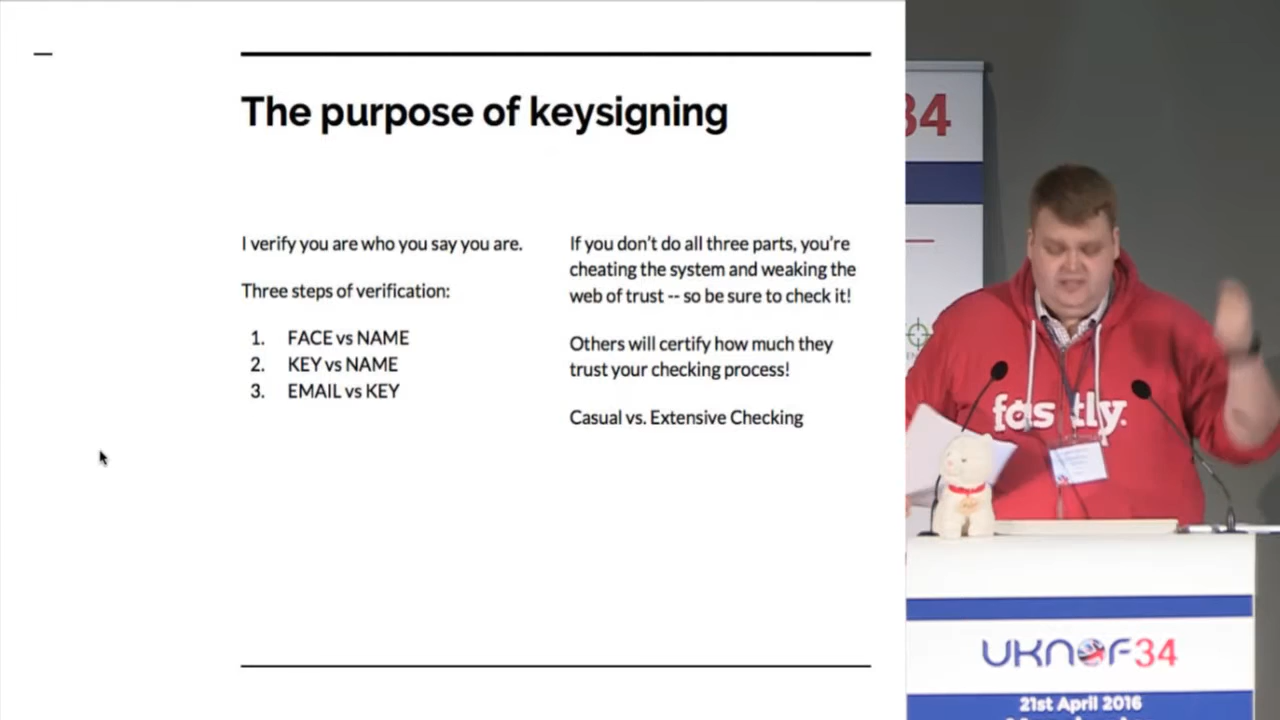 The purpose of keysigning
I verify you are who you say you are.
Three steps of verification:
1. FACE vs NAME
2. KEY vs NAME
3. EMAIL vs KEY
If you don't do all three parts, you're
cheating the system and weaking the
web of trust -- so be sure to check it!
Others will certify how much they
trust your checking process!
Casual vs. Extensive Checking
34
fastly.
UKNOF34
21st April 2016